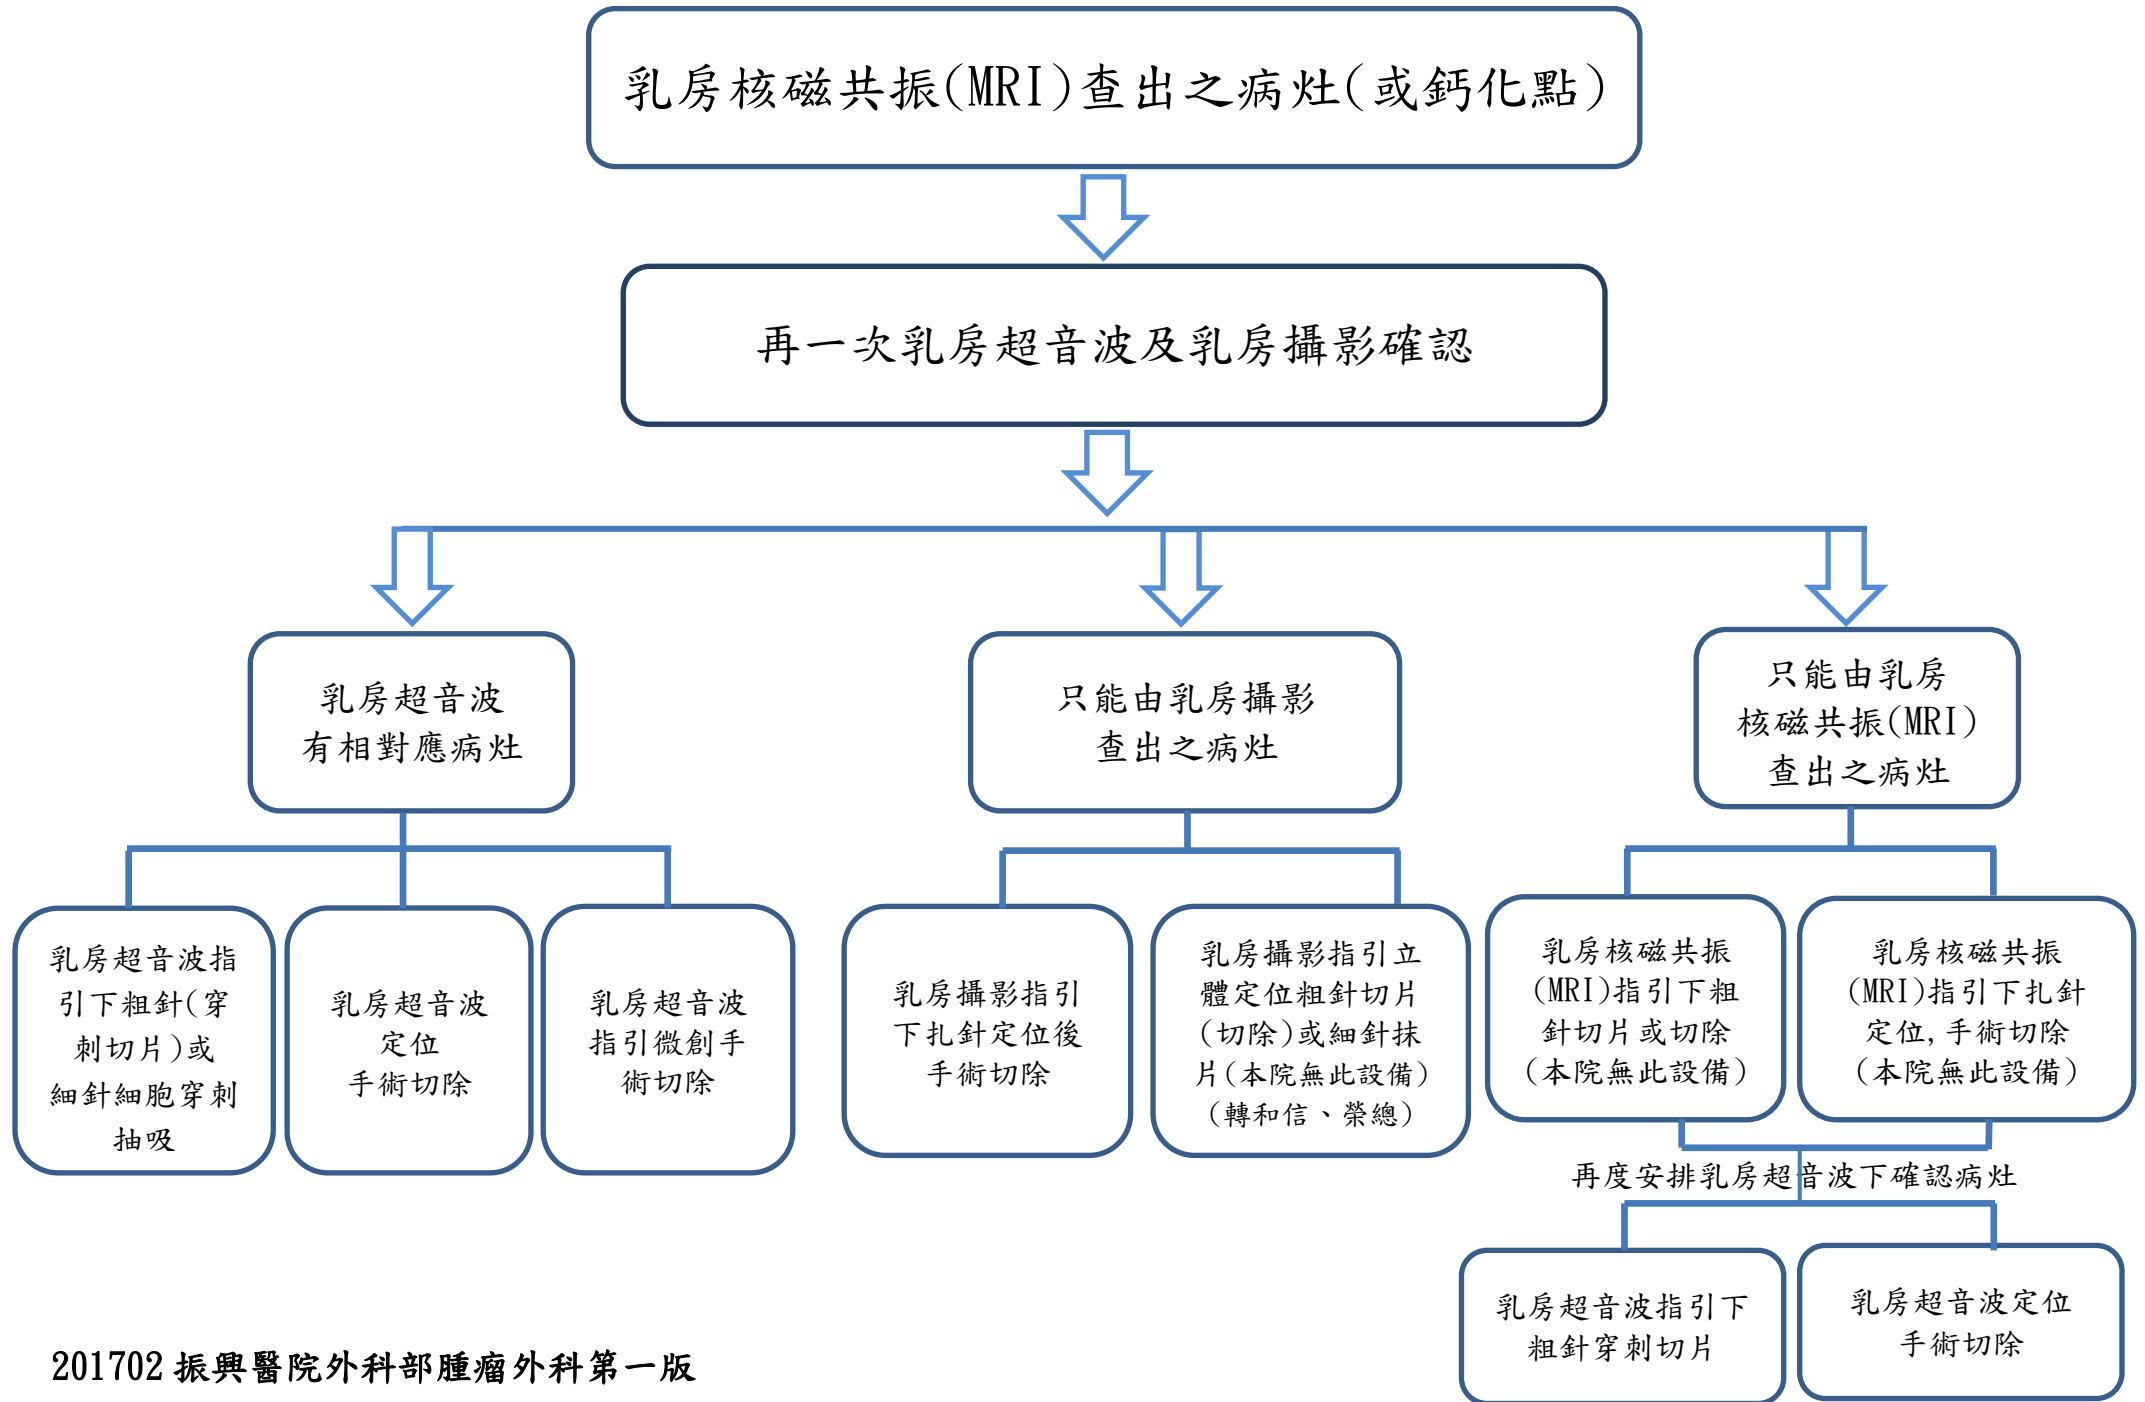 乳房核磁共振(MRI)查出之病灶(或鈣化點)
再一次乳房超音波及乳房攝影確認
乳房超音波
有相對應病灶
只能由乳房攝影
查出之病灶
只能由乳房
核磁共振(MRI)
查出之病灶
乳房超音波指
引下粗針(穿
刺切片)或
細針細胞穿刺
抽吸
乳房超音波
定位
手術切除
乳房超音波
指引微創手
術切除
乳房攝影指引
下扎針定位後
手術切除
乳房攝影指引立
體定位粗針切片
(切除)或細針抹
片(本院無此設備)
(轉和信、榮總)
乳房核磁共振
(MRI)指引下粗
針切片或切除
(本院無此設備)
乳房核磁共振
(MRI)指引下扎針
定位,手術切除
(本院無此設備)
再度安排乳房超音波下確認病灶
乳房超音波指引下
粗針穿刺切片
乳房超音波定位
手術切除
201702 振興醫院外科部腫瘤外科第一版